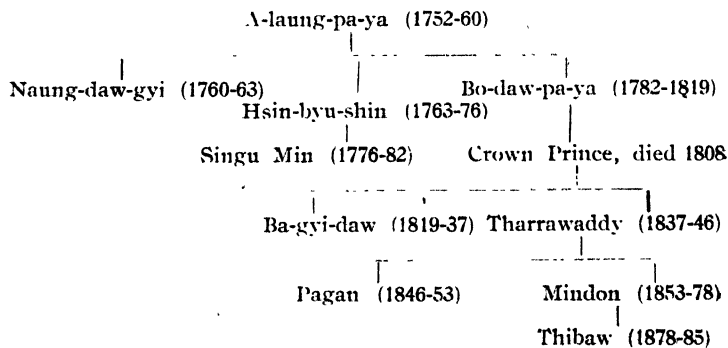 A-laung-pa-ya (1752-60)
Naung-daw-gyi (1760-63) Bo-daw-pa-ya (1782-1819)
Hsin-byu-shin (1763-76)
Singu Min (1776-82) Crown Prince, died 1808
Ba-gyi-daw (1819-37) Tharrawaddy (1837-46)
Pagan (1846-53) Mindon (1853-78)
Thibaw (1878-85)